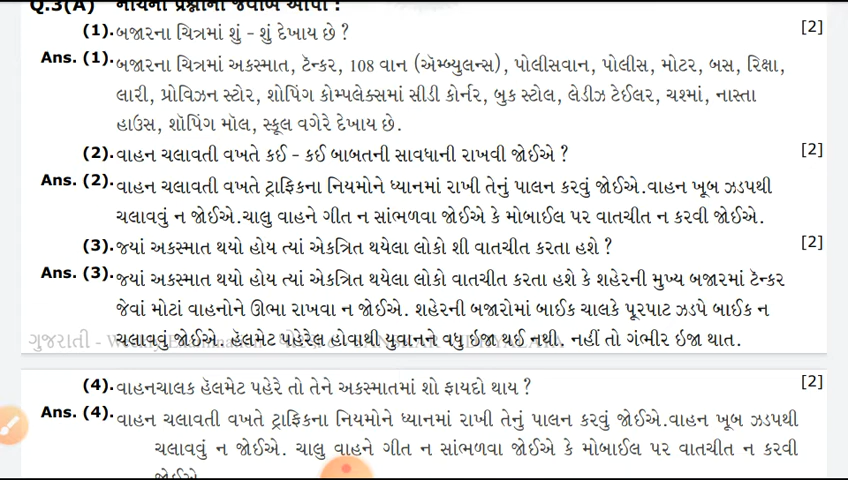 Q.3(A) નીચેના પ્રશ્નોના જવાબ આપો : [2]
(1). બજારના ચિત્રમાં શું - શું દેખાય છે ?
Ans. (1). બજારના ચિત્રમાં અકસ્માત, ટૅન્કર, 108 વાન (ઍમ્બ્યુલન્સ), પોલીસવાન, પોલીસ, મોટર, બસ, રિક્ષા,
લારી, પ્રોવિઝન સ્ટોર, શોપિંગ કોમ્પ્લેક્સમાં સીડી કોર્નર, બુક સ્ટોલ, લેડીઝ ટેઈલર, ચશ્માં, નાસ્તા
હાઉસ, શૉપિંગ મૉલ, સ્કૂલ વગેરે દેખાય છે.
(2). વાહન ચલાવતી વખતે કઈ - કઈ બાબતની સાવધાની રાખવી જોઈએ ? [2]
Ans. (2). વાહન ચલાવતી વખતે ટ્રાફિકના નિયમોને ધ્યાનમાં રાખી તેનું પાલન કરવું જોઈએ.વાહન ખૂબ ઝડપથી
ચલાવવું ન જોઈએ.ચાલુ વાહને ગીત ન સાંભળવા જોઈએ કે મોબાઈલ પર વાતચીત ન કરવી જોઈએ.
(3). જ્યાં અકસ્માત થયો હોય ત્યાં એકત્રિત થયેલા લોકો શી વાતચીત કરતા હશે ? [2]
Ans. (3). જ્યાં અકસ્માત થયો હોય ત્યાં એકત્રિત થયેલા લોકો વાતચીત કરતા હશે કે શહેરની મુખ્ય બજારમાં ટૅન્કર
જેવાં મોટાં વાહનોને ઊભા રાખવા ન જોઈએ. શહેરની બજારોમાં બાઈક ચાલકે પૂરપાટ ઝડપે બાઈક ન
ચલાવવું જોઈએ. હૅલમેટ પહેરેલ હોવાથી યુવાનને વધુ ઇજા થઈ નથી. નહીં તો ગંભીર ઇજા થાત.
ગુજરાતી -
(4). વાહનચાલક હૅલમેટ પહેરે તો તેને અકસ્માતમાં શો ફાયદો થાય ? [2]
Ans. (4). વાહન ચલાવતી વખતે ટ્રાફિકના નિયમોને ધ્યાનમાં રાખી તેનું પાલન કરવું જોઈએ.વાહન ખૂબ ઝડપથી
ચલાવવું ન જોઈએ. ચાલુ વાહને ગીત ન સાંભળવા જોઈએ કે મોબાઈલ પર વાતચીત ન કરવી
જોઈએ.